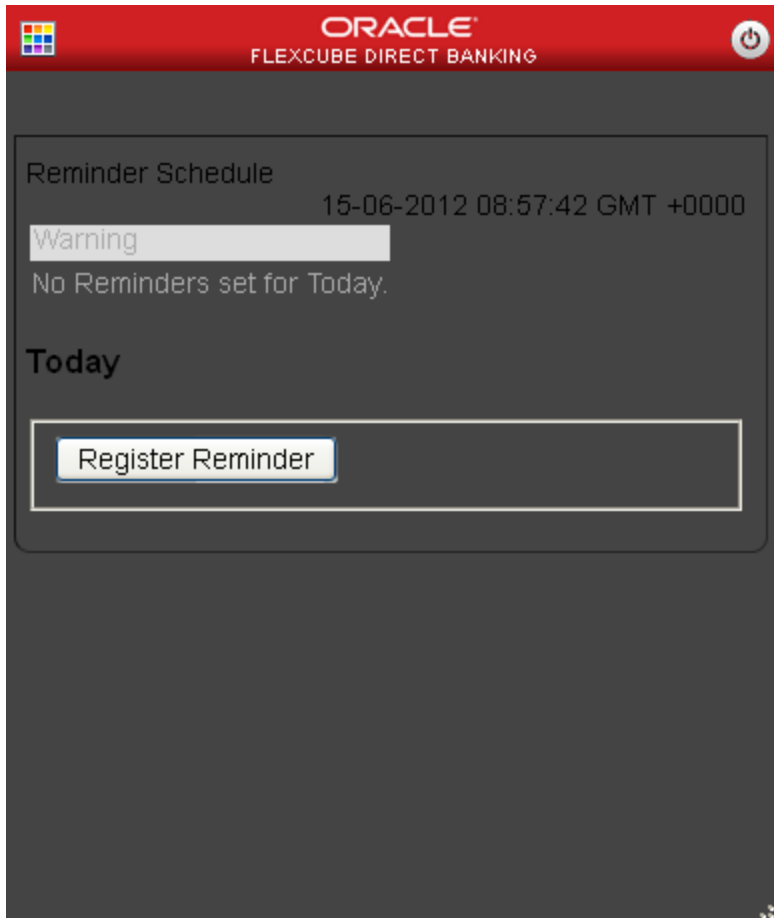 ORACLE
FLEXCUBE DIRECT BANKING
Reminder Schedule
15-06-2012 08:57:42 GMT +0000
Warning
No Reminders set for Today.
Today
Register Reminder